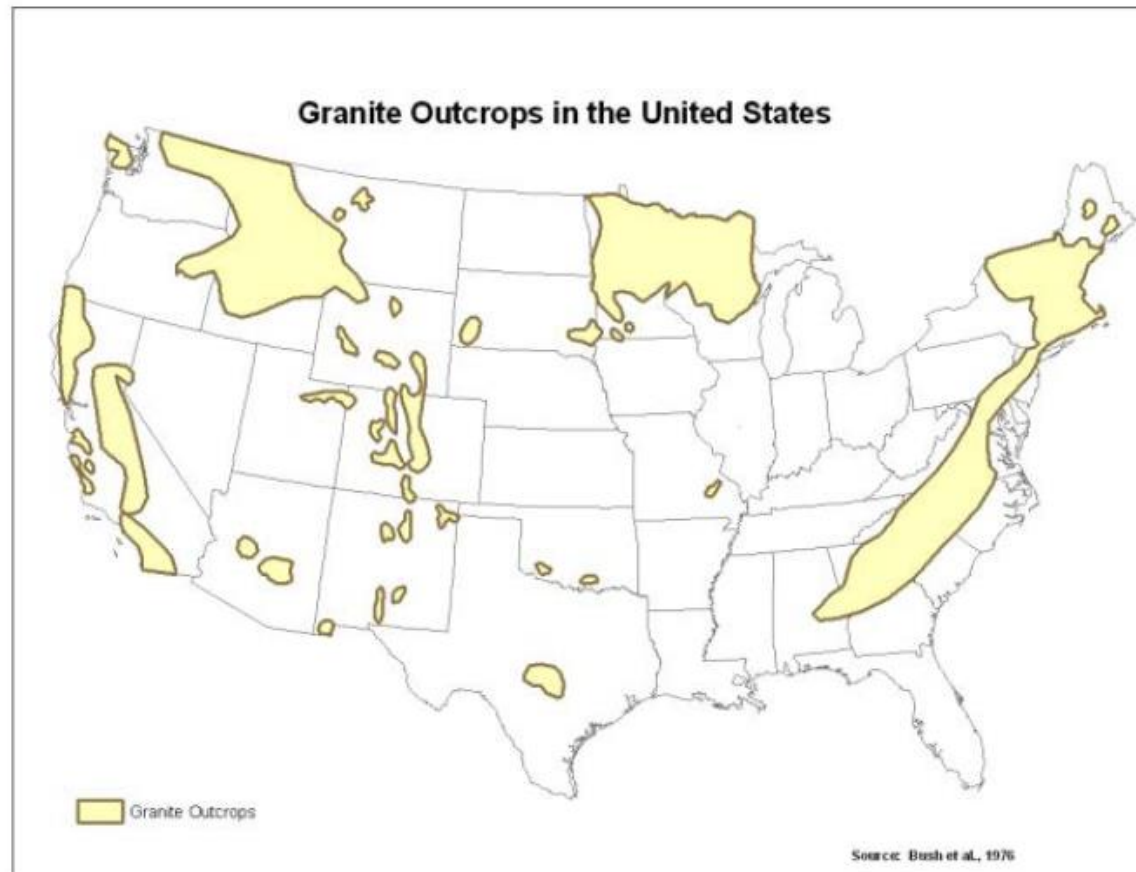 Granite Outcrops in the United States
Granite Outcrops
Source: Bush et al., 1976